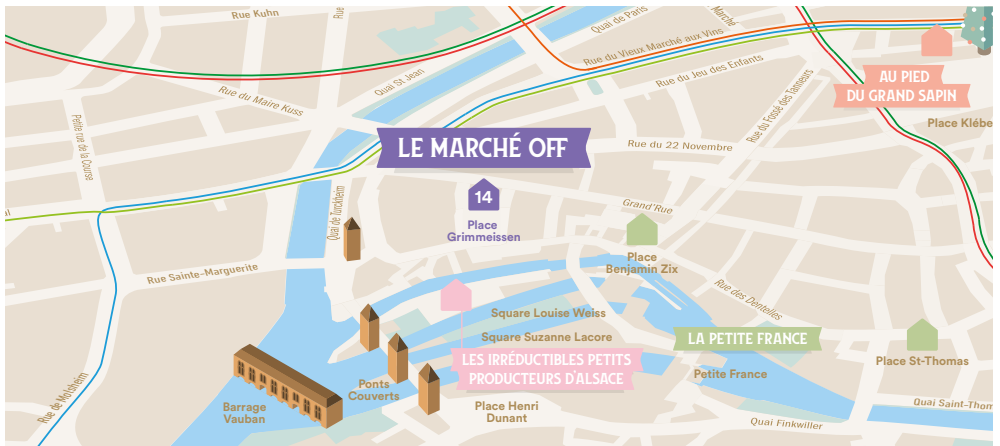 Rue Kuhn
Rue
Quai de Paris
Marché
Rue du Vieux Marché aux Vins
Quai St Jean
Rue du Jeu des Enfants
AU PIED
DU GRAND SAPIN
Rue du Maire Kuss
Rue du Fossé des Tanneurs
Place Klébe
Petite rue de la Course
LE MARCHÉ OFF
Rue du 22 Novembre
14
Quai de Turckheim
Grand'Rue
Place
Grimmeissen
Place
Benjamin Zix
Rue Sainte-Marguerite
Rue des Dentelles
Square Louise Weiss
Square Suzanne Lacore
LA PETITE FRANCE
LES IRRÉDUCTIBLES PETITS
PRODUCTEURS D'ALSACE
Place St-Thomas
Petite France
Ponts
Couverts
Rue de Molsheim
Barrage
Vauban
Place Henri
Dunant
Quai Saint-Thom
Quai Finkwiller